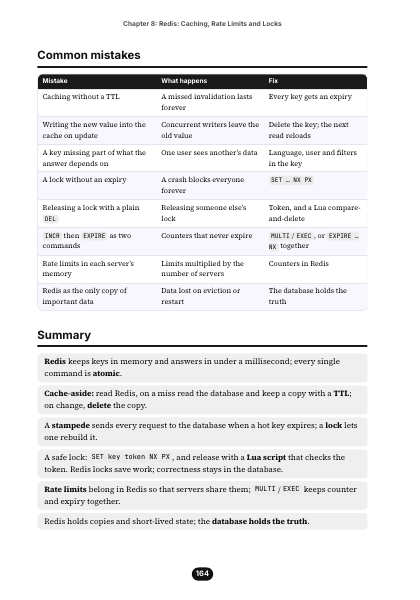 Chapter 8: Redis: Caching, Rate Limits and Locks
Common mistakes
Mistake What happens Fix
Caching without a TTL A missed invalidation lasts Every key gets an expiry
forever
Writing the new value into the Concurrent writers leave the Delete the key; the next
cache on update old value read reloads
A key missing part of what the One user sees another's data Language, user and filters
answer depends on in the key
A lock without an expiry A crash blocks everyone SET … NX PX
forever
Releasing a lock with a plain Releasing someone else's Token, and a Lua compare-
DEL lock and-delete
INCR then EXPIRE as two Counters that never expire MULTI / EXEC, or EXPIRE …
commands NX together
Rate limits in each server's Limits multiplied by the Counters in Redis
memory number of servers
Redis as the only copy of Data lost on eviction or The database holds the
important data restart truth
Summary
Redis keeps keys in memory and answers in under a millisecond; every single
command is atomic.
Cache-aside: read Redis, on a miss read the database and keep a copy with a TTL;
on change, delete the copy.
A stampede sends every request to the database when a hot key expires; a lock lets
one rebuild it.
A safe lock: SET key token NX PX, and release with a Lua script that checks the
token. Redis locks save work; correctness stays in the database.
Rate limits belong in Redis so that servers share them; MULTI / EXEC keeps counter
and expiry together.
Redis holds copies and short-lived state; the database holds the truth.
164